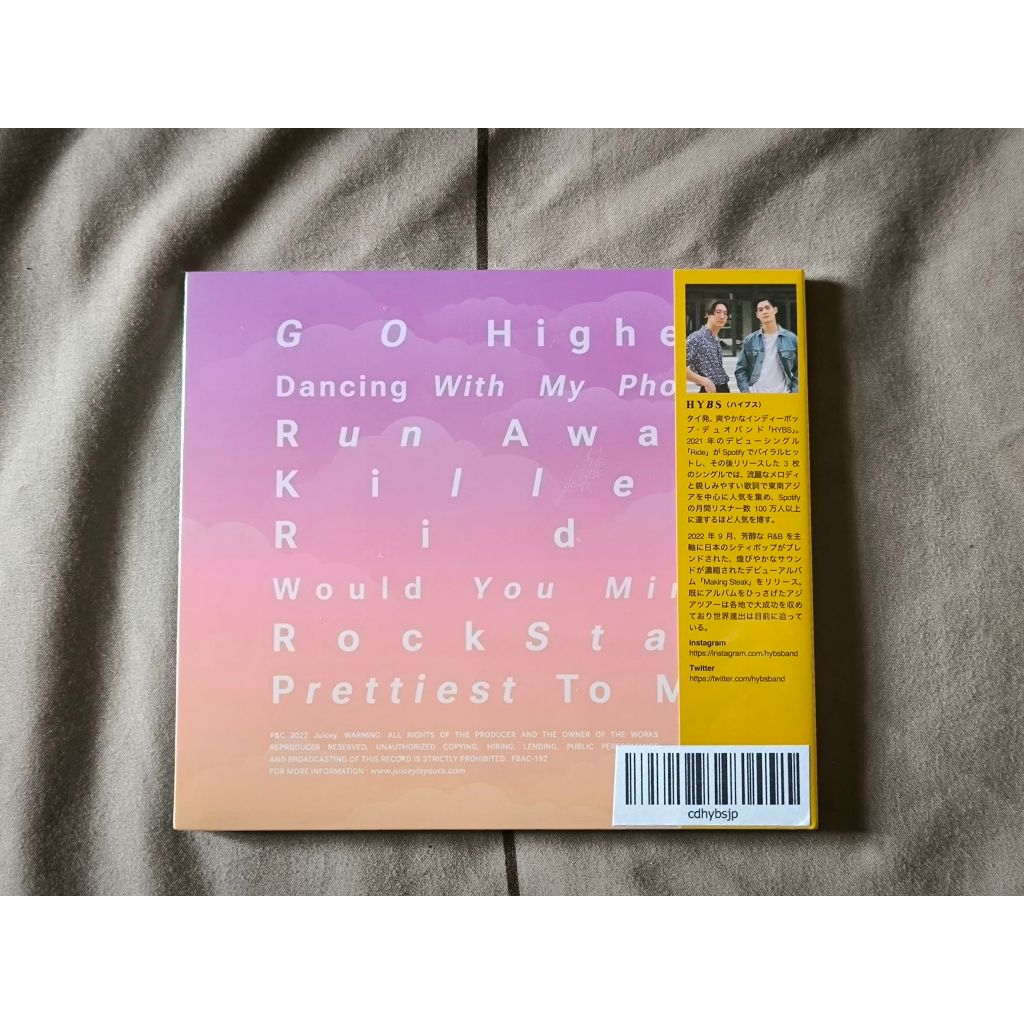 GO Highe
Dancing With My Pho
Run Awa
Kille
Rid
Would You Min
RockSta
Prettiest To M
P&C. 2022 Juicey. WARNING: ALL RIGHTS OF THE PRODUCER AND THE OWNER OF THE WORKS
REPRODUCER RESERVED, UNAUTHORIZED COPYING, HIRING, LENDING, PUBLIC PERFORMANCE
AND BROADCASTING OF THIS RECORD IS STRICTLY PROHIBITED. FBAC-192
FOR MORE INFORMATION : www.juiceyisyours.com
HYBS（ハイブス）
タイ発、爽やかなインディーポッ
プ・デュオバンド「HYBS」。
2021 年のデビューシングル
「Ride」が Spotify でバイラルヒッ
トし、その後リリースした 3 枚
のシングルでは、流麗なメロディ
と親しみやすい歌詞で東南アジ
アを中心に人気を集め、Spotify
の月間リスナー数 100 万人以上
に達するほど人気を博す。
2022 年 9 月、芳醇な R&B を主
軸に日本のシティポップがブレ
ンドされた、煌びやかなサウン
ドが濃縮されたデビューアルバ
ム「Making Steak」をリリース。
既にアルバムをひっさげたアジ
アツアーは各地で大成功を収め
ており世界進出は目前に迫って
いる。
Instagram
https://instagram.com/hybsband
Twitter
https://twitter.com/hybsband
cdhybsjp